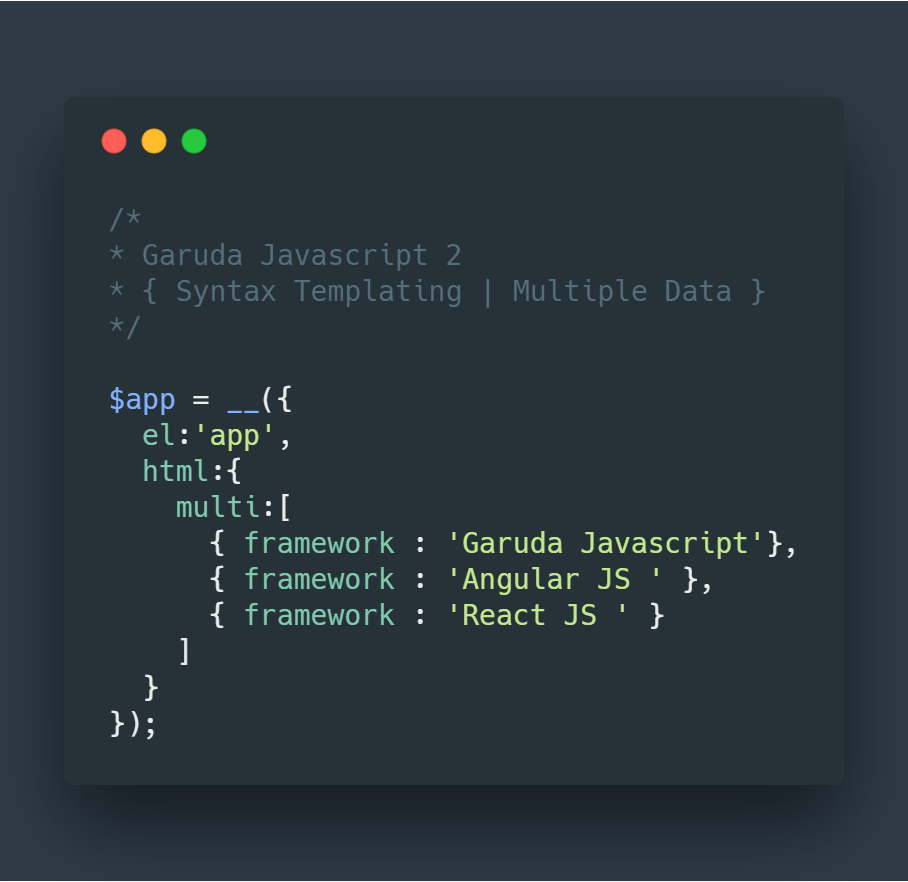 /*
* Garuda Javascript 2
* { Syntax Templating | Multiple Data }
*/
$app = __({
  el:'app',
  html:{
    multi:[
      { framework : 'Garuda Javascript'},
      { framework : 'Angular JS ' },
      { framework : 'React JS ' }
    ]
  }
});